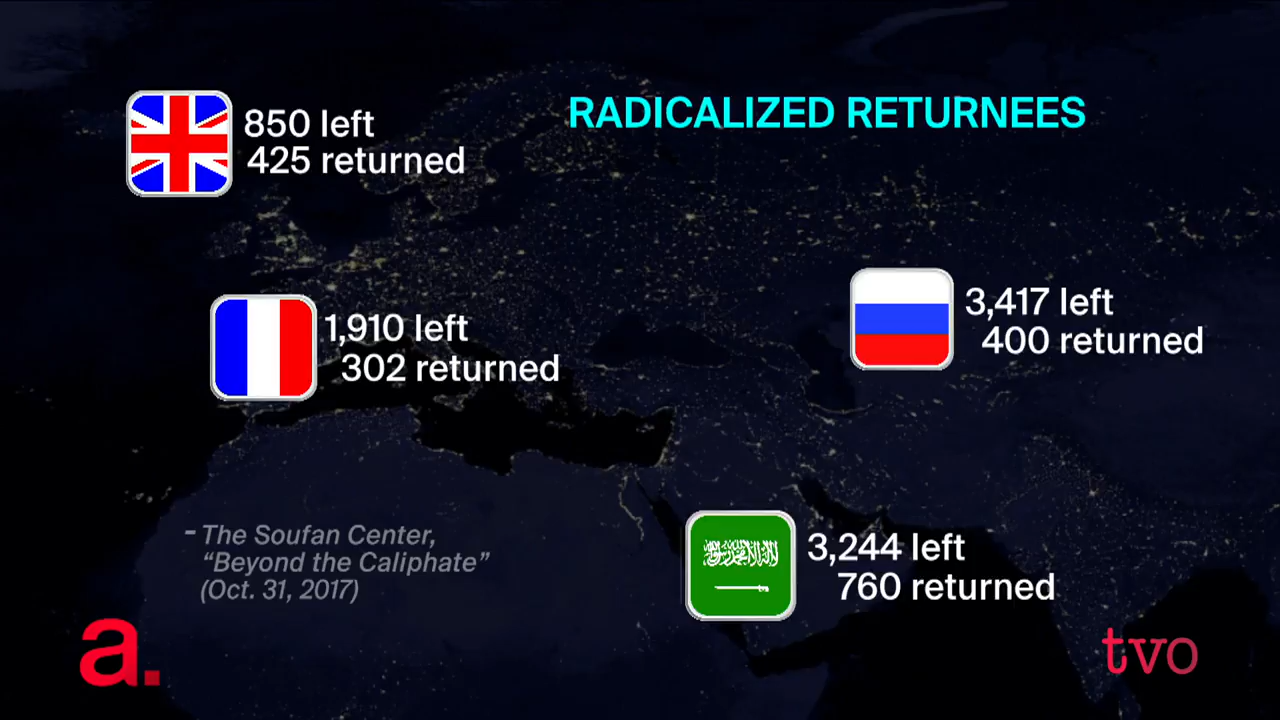 RADICALIZED RETURNEES
850 left
425 returned
1,910 left
302 returned
3,417 left
400 returned
3,244 left
760 returned
- The Soufan Center,
“Beyond the Caliphate”
(Oct. 31, 2017)
a.
tvo